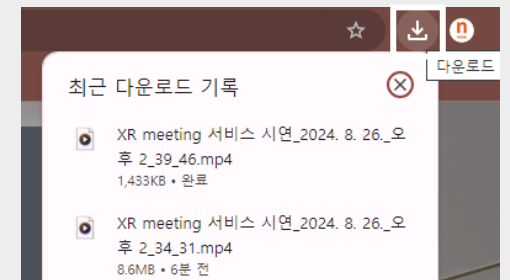 n
다운로드
최근 다운로드 기록
XR meeting 서비스 시연_2024. 8. 26._오
후 2_39_46.mp4
1,433KB • 완료
XR meeting 서비스 시연_2024. 8. 26._오
후 2_34_31.mp4
8.6MB • 6분 전